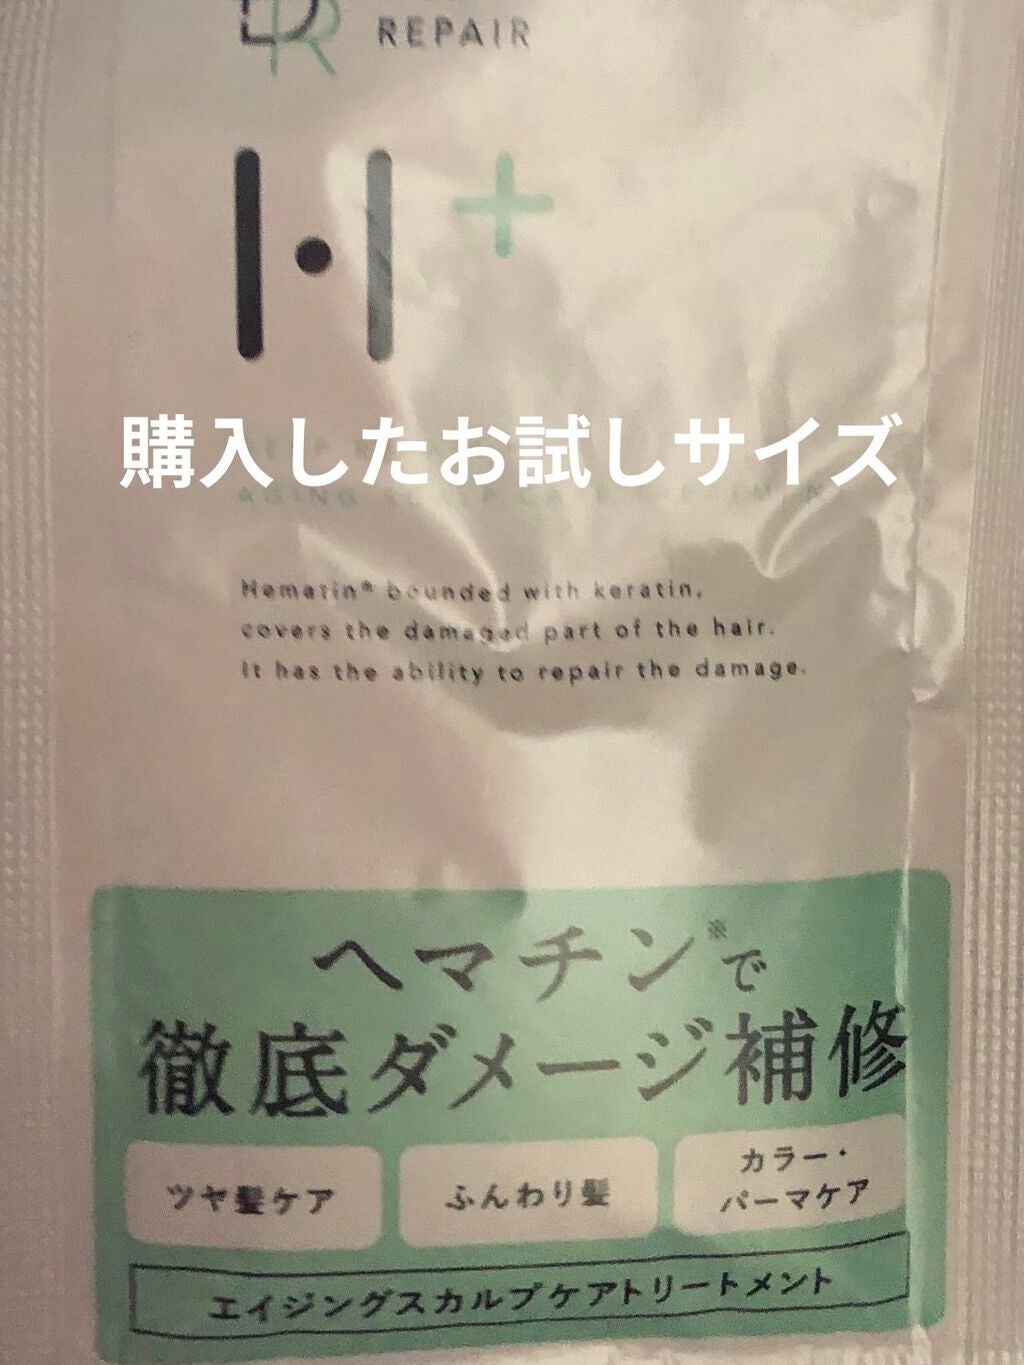 REPAIR
H+
購入したお試しサイズ
AGING
Hematin® bounded with keratin,
covers the damaged part of the hair.
It has the ability to repair the damage.
ヘマチン※で
徹底ダメージ補修
ツヤ髪ケア
ふんわり髪
カラー・
パーマケア
エイジングスカルプケアトリートメント